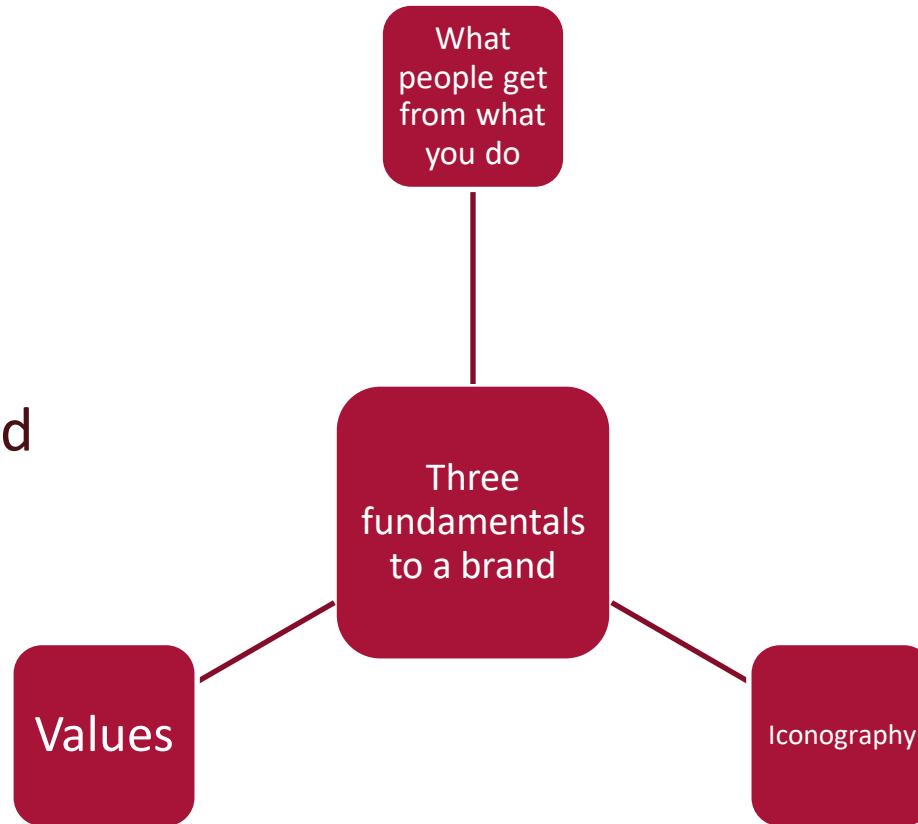 What
people get
from what
you do
d
Three
fundamentals
to a brand
Values
Iconography